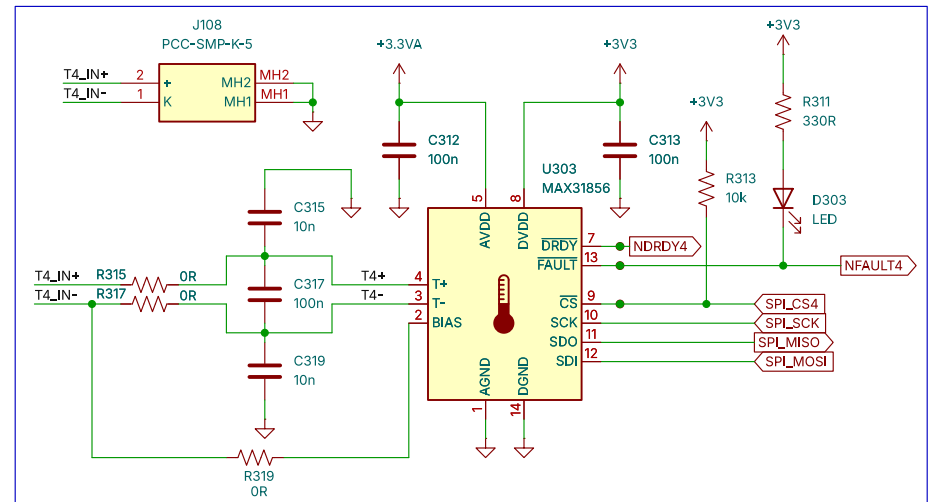 J108
PCC-SMP-K-5
T4_IN+ 2 + MH2 MH2
T4_IN- 1 K MH1 MH1
+3.3VA
+3V3
+3V3
+3V3
R311
330R
C312
100n
C313
100n
R313
10k
D303
LED
U303
MAX31856
5 AVDD
8 DVDD
C315
10n
DRDY 7 NDRDY4
FAULT 13 NFAULT4
T4_IN+ R315 0R
T4_IN- R317 0R
C317
100n
T4+ 4 T+
T4- 3 T-
2 BIAS
CS 9 SPI_CS4
SCK 10 SPI_SCK
SDO 11 SPI_MISO
SDI 12 SPI_MOSI
C319
10n
AGND 1
DGND 14
R319
0R